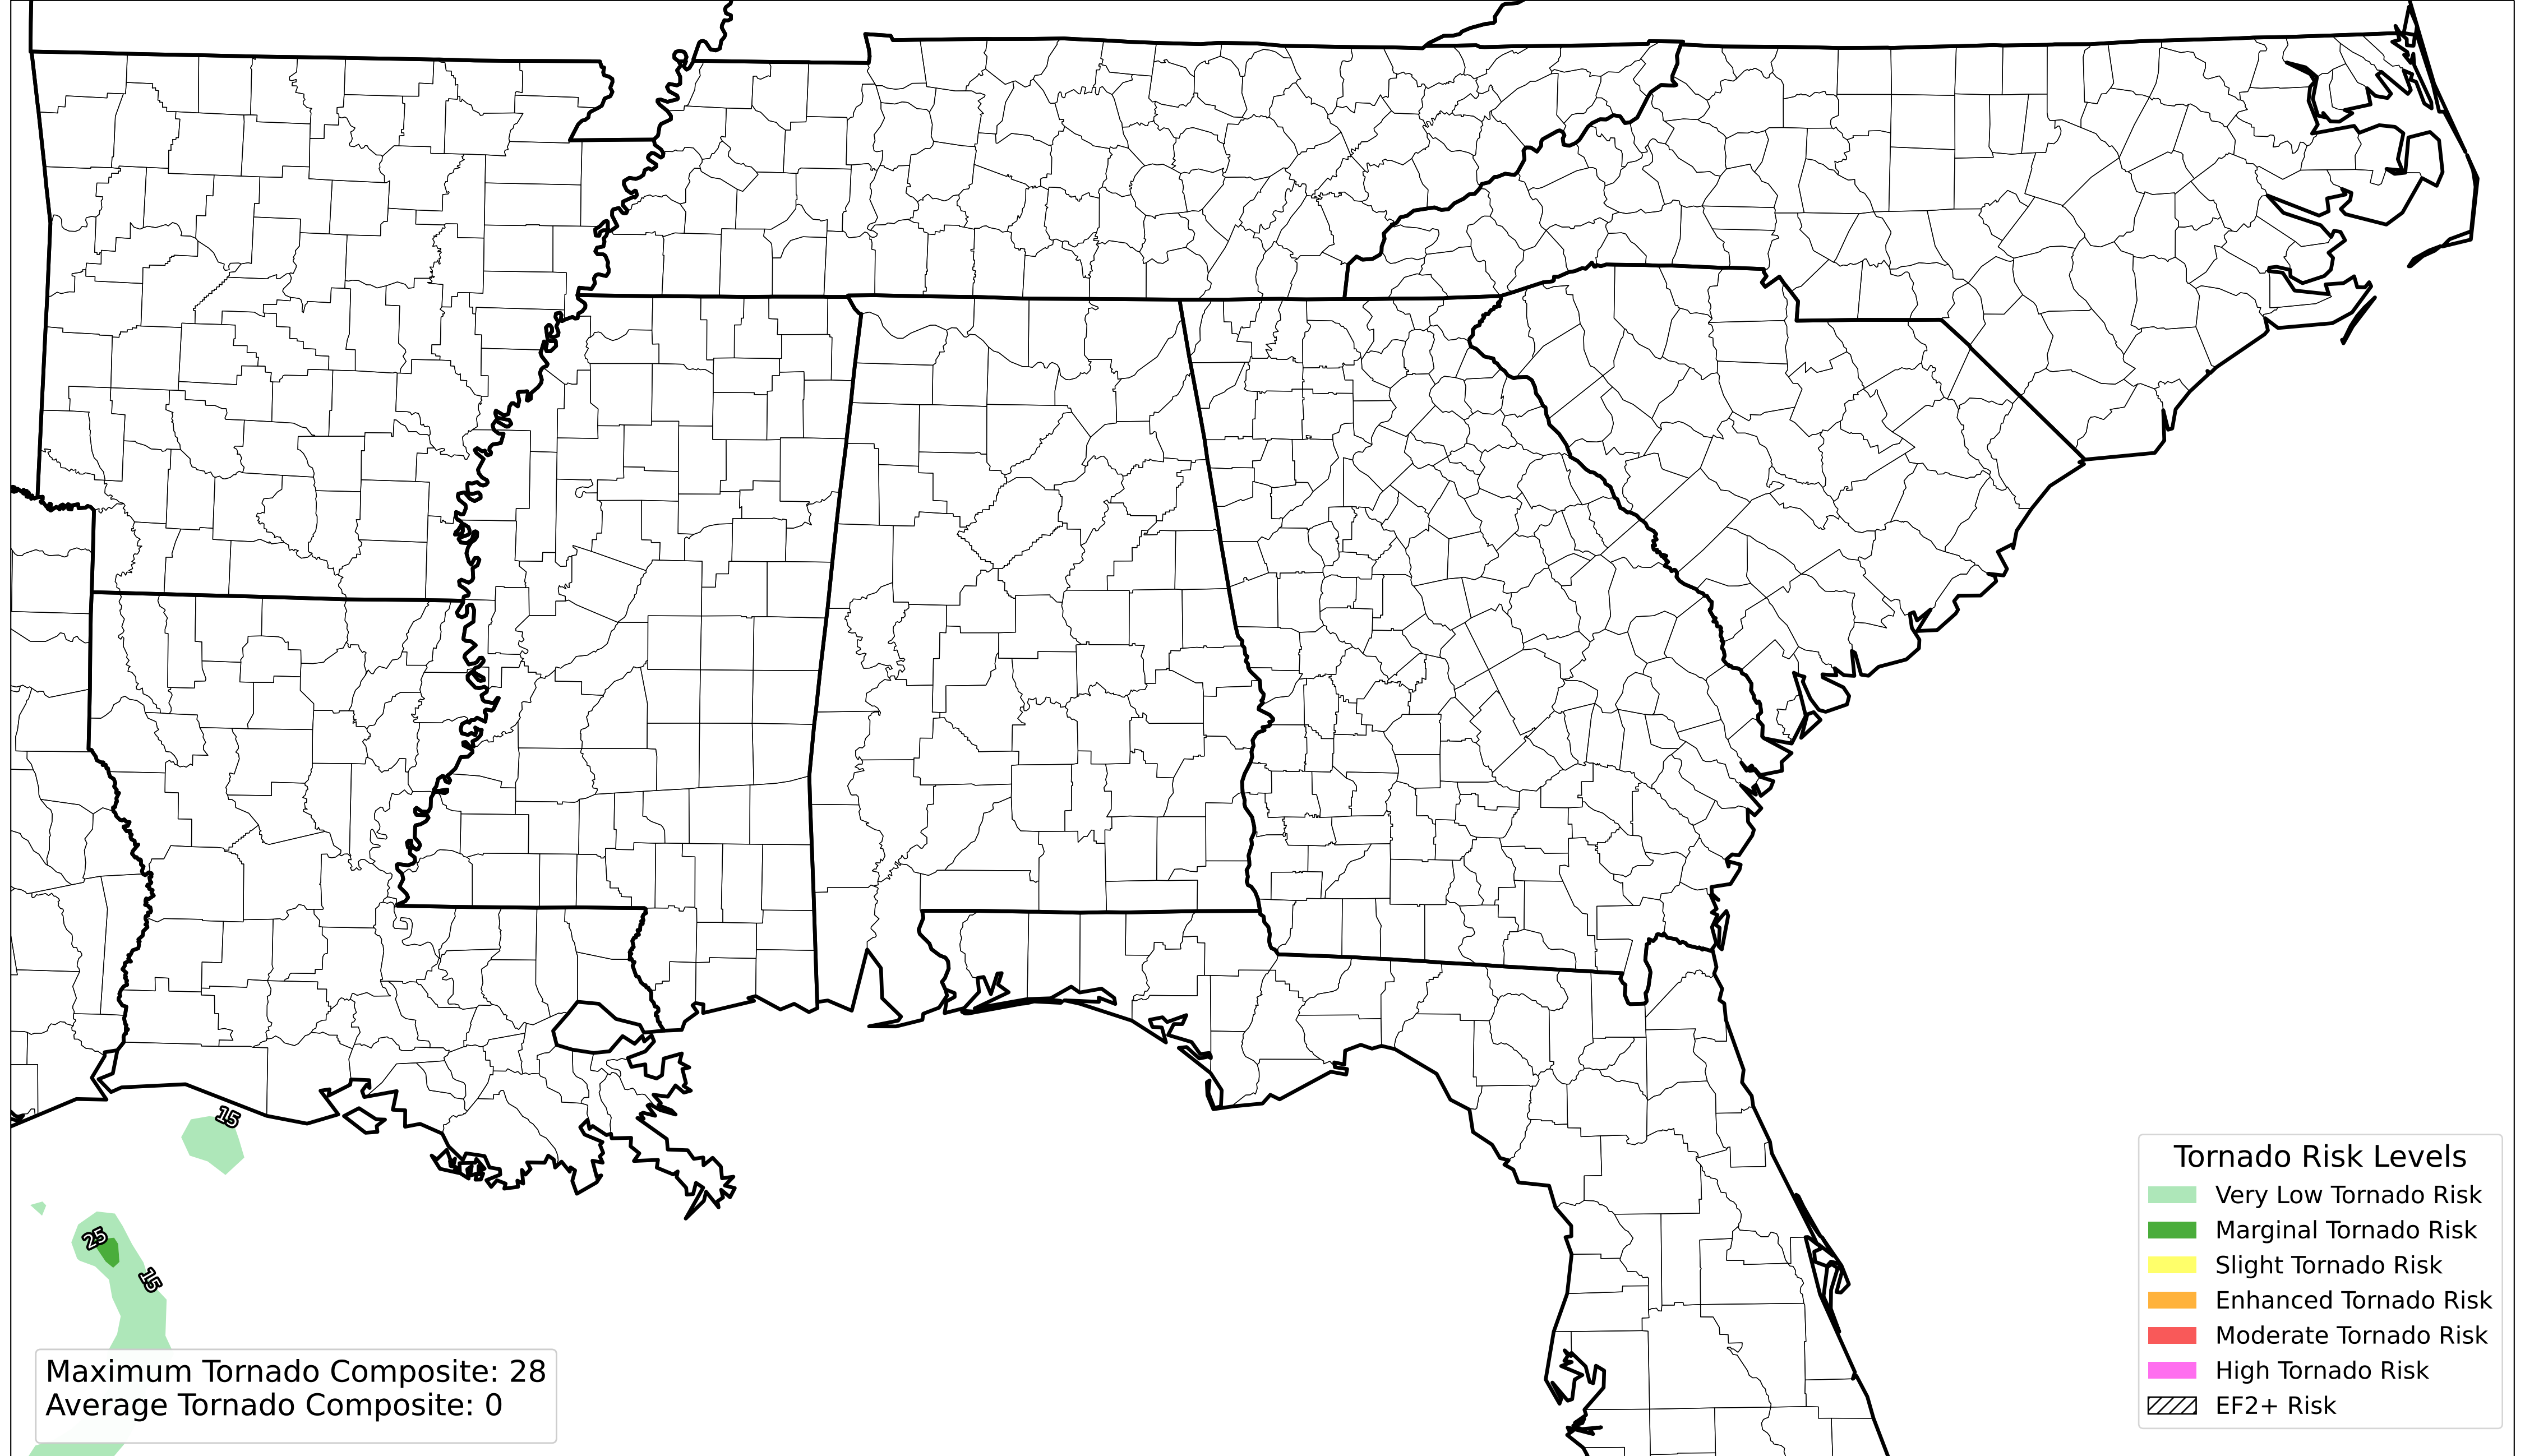 15
25
15
Maximum Tornado Composite: 28
Average Tornado Composite: 0
Tornado Risk Levels
Very Low Tornado Risk
Marginal Tornado Risk
Slight Tornado Risk
Enhanced Tornado Risk
Moderate Tornado Risk
High Tornado Risk
EF2+ Risk